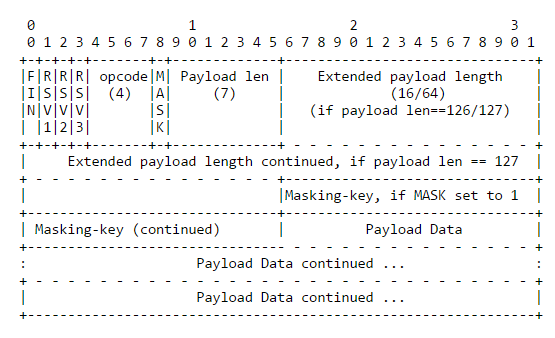 0                   1                   2                   3
 0 1 2 3 4 5 6 7 8 9 0 1 2 3 4 5 6 7 8 9 0 1 2 3 4 5 6 7 8 9 0 1
+-+-+-+-+-------+-+-------------+-------------------------------+
|F|R|R|R| opcode|M| Payload len |    Extended payload length    |
|I|S|S|S|  (4)  |A|     (7)     |             (16/64)           |
|N|V|V|V|       |S|             |   (if payload len==126/127)   |
| |1|2|3|       |K|             |                               |
+-+-+-+-+-------+-+-------------+ - - - - - - - - - - - - - - - +
|     Extended payload length continued, if payload len == 127  |
+ - - - - - - - - - - - - - - - +-------------------------------+
|                               |Masking-key, if MASK set to 1  |
+-------------------------------+-------------------------------+
| Masking-key (continued)       |          Payload Data         |
+-------------------------------- - - - - - - - - - - - - - - - +
:                     Payload Data continued ...                :
+ - - - - - - - - - - - - - - - - - - - - - - - - - - - - - - - +
|                     Payload Data continued ...                |
+---------------------------------------------------------------+